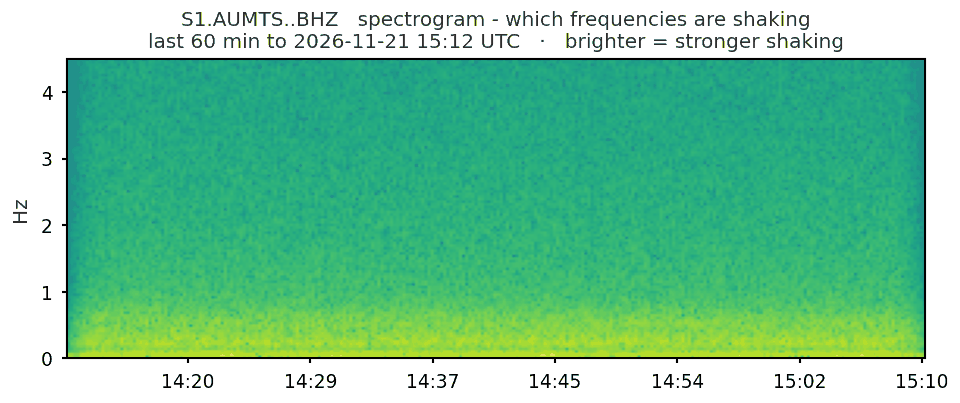 S1.AUMTS..BHZ   spectrogram - which frequencies are shaking
last 60 min to 2026-11-21 15:12 UTC   ·   brighter = stronger shaking
4
3
2
1
0
Hz
14:20 14:29 14:37 14:45 14:54 15:02 15:10